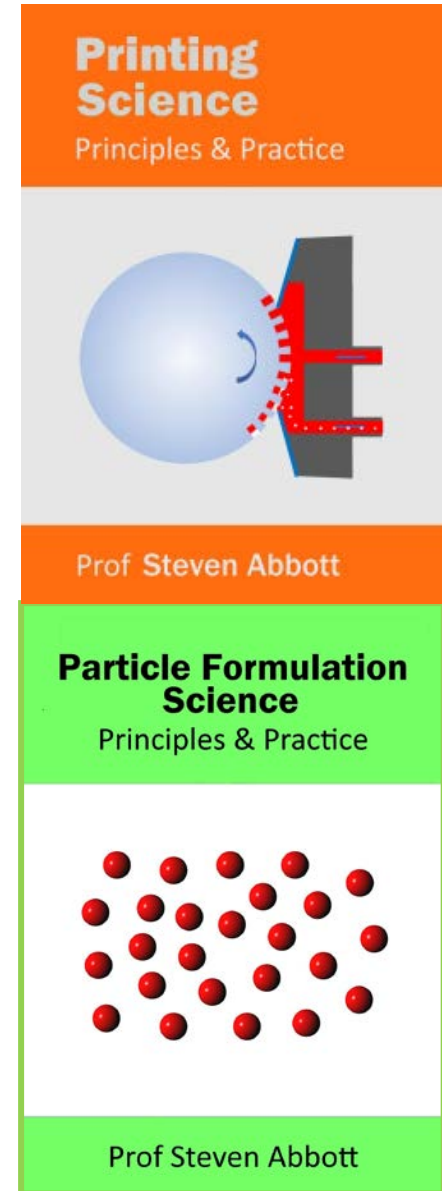 Printing
Science
Principles & Practice
Prof Steven Abbott
Particle Formulation
Science
Principles & Practice
Prof Steven Abbott